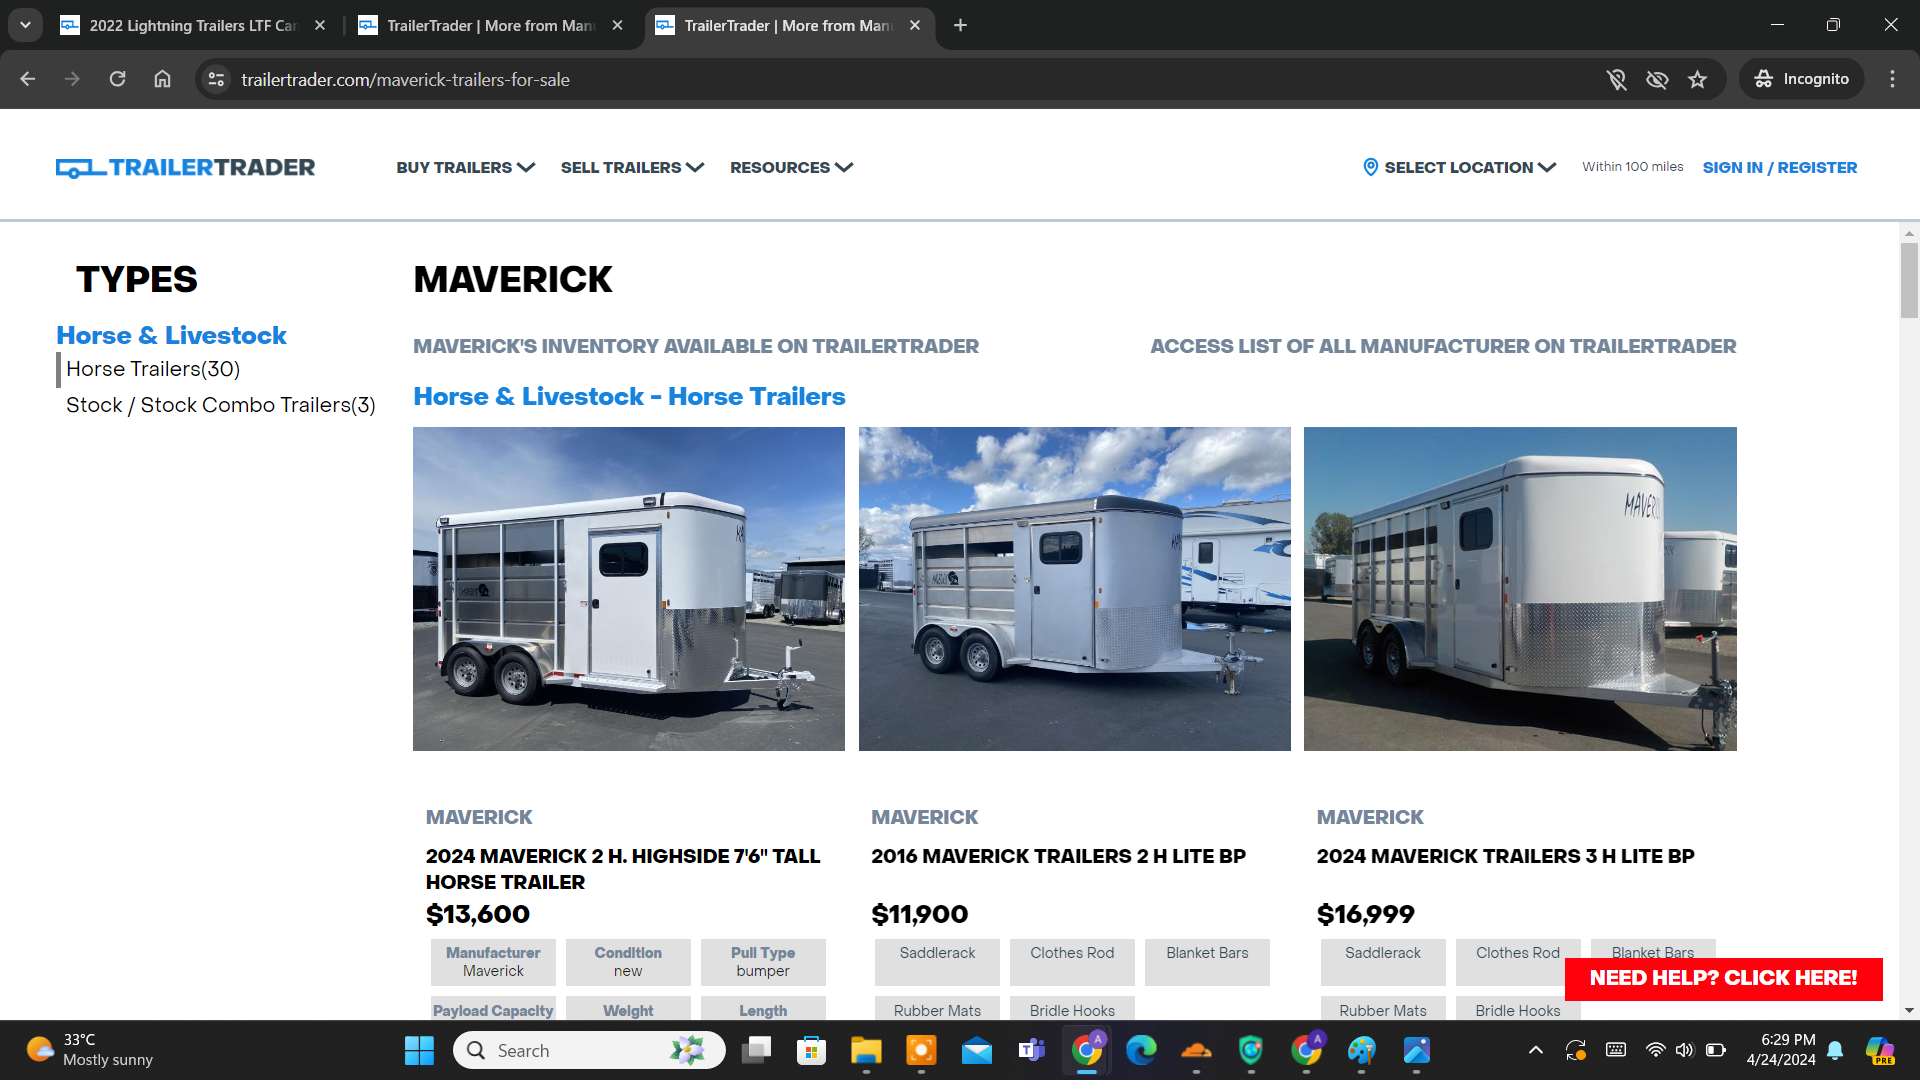 2022 Lightning Trailers LTF Car
TrailerTrader | More from Manu
TrailerTrader | More from Manu
trailertrader.com/maverick-trailers-for-sale
Incognito
TRAILERTRADER
BUY TRAILERS
SELL TRAILERS
RESOURCES
SELECT LOCATION
Within 100 miles
SIGN IN / REGISTER
TYPES
Horse & Livestock
Horse Trailers(30)
Stock / Stock Combo Trailers(3)
MAVERICK
MAVERICK'S INVENTORY AVAILABLE ON TRAILERTRADER
ACCESS LIST OF ALL MANUFACTURER ON TRAILERTRADER
Horse & Livestock - Horse Trailers
MAVERICK
2024 MAVERICK 2 H. HIGHSIDE 7'6" TALL
HORSE TRAILER
$13,600
Manufacturer
Maverick
Condition
new
Pull Type
bumper
Payload Capacity
Weight
Length
MAVERICK
2016 MAVERICK TRAILERS 2 H LITE BP
$11,900
Saddlerack
Clothes Rod
Blanket Bars
Rubber Mats
Bridle Hooks
MAVERICK
2024 MAVERICK TRAILERS 3 H LITE BP
$16,999
Saddlerack
Clothes Rod
Blanket Bars
Rubber Mats
Bridle Hooks
NEED HELP? CLICK HERE!
33°C
Mostly sunny
Search
6:29 PM
4/24/2024
PRE